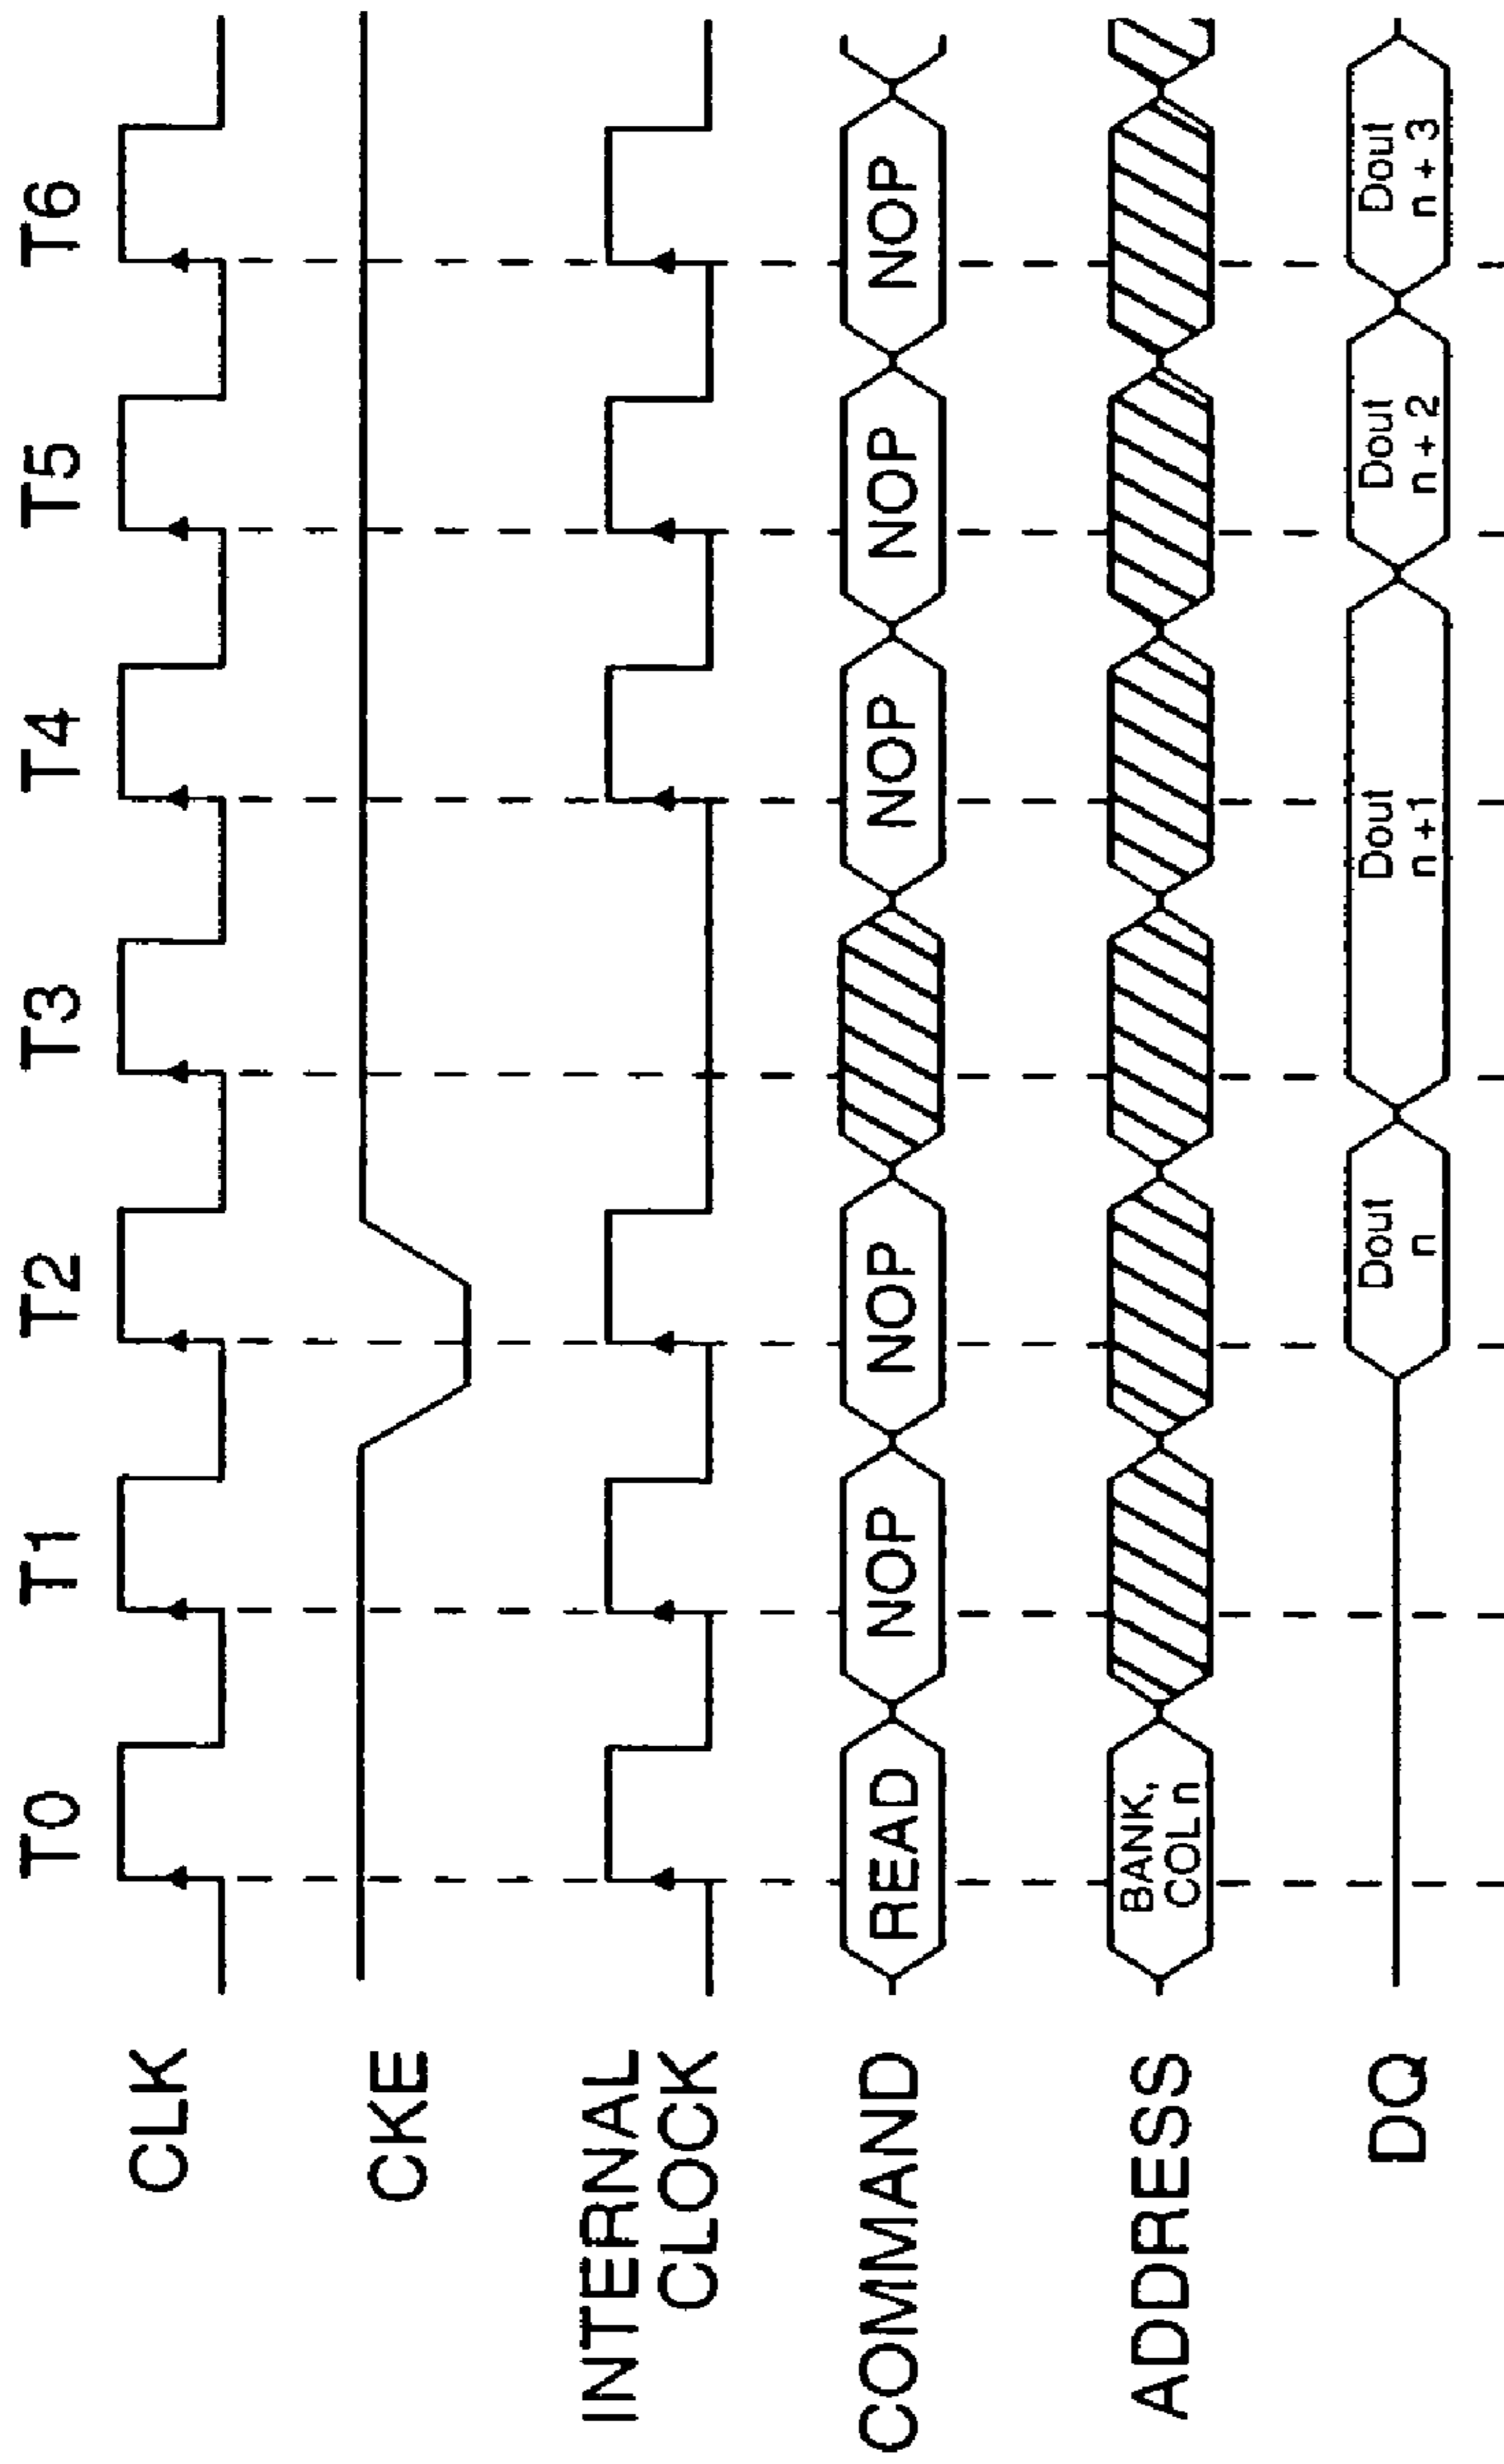 T0 T1 T2 T3 T4 T5 T6
CLK
CKE
INTERNAL
CLOCK
COMMAND READ NOP NOP NOP NOP NOP
ADDRESS
BANK,
COL n
DQ
Dout
n
Dout
n+1
Dout
n+2
Dout
n+3